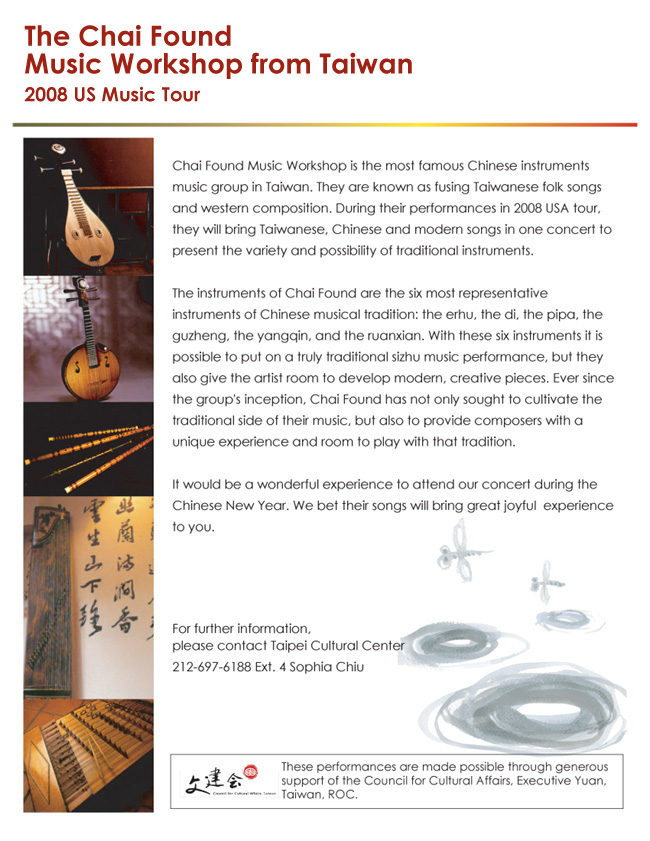 The Chai Found
Music Workshop from Taiwan
2008 US Music Tour
Chai Found Music Workshop is the most famous Chinese instruments
music group in Taiwan. They are known as fusing Taiwanese folk songs
and western composition. During their performances in 2008 USA tour,
they will bring Taiwanese, Chinese and modern songs in one concert to
present the variety and possibility of traditional instruments.
The instruments of Chai Found are the six most representative
instruments of Chinese musical tradition: the erhu, the di, the pipa, the
guzheng, the yangqin, and the ruanxian. With these six instruments it is
possible to put on a truly traditional sizhu music performance, but they
also give the artist room to develop modern, creative pieces. Ever since
the group's inception, Chai Found has not only sought to cultivate the
traditional side of their music, but also to provide composers with a
unique experience and room to play with that tradition.
It would be a wonderful experience to attend our concert during the
Chinese New Year. We bet their songs will bring great joyful  experience
to you.
蘭滿澗香
雲生山下
For further information,
please contact Taipei Cultural Center
212-697-6188 Ext. 4 Sophia Chiu
文建會
Council for Cultural Affairs, Taiwan
These performances are made possible through generous
support of the Council for Cultural Affairs, Executive Yuan,
Taiwan, ROC.